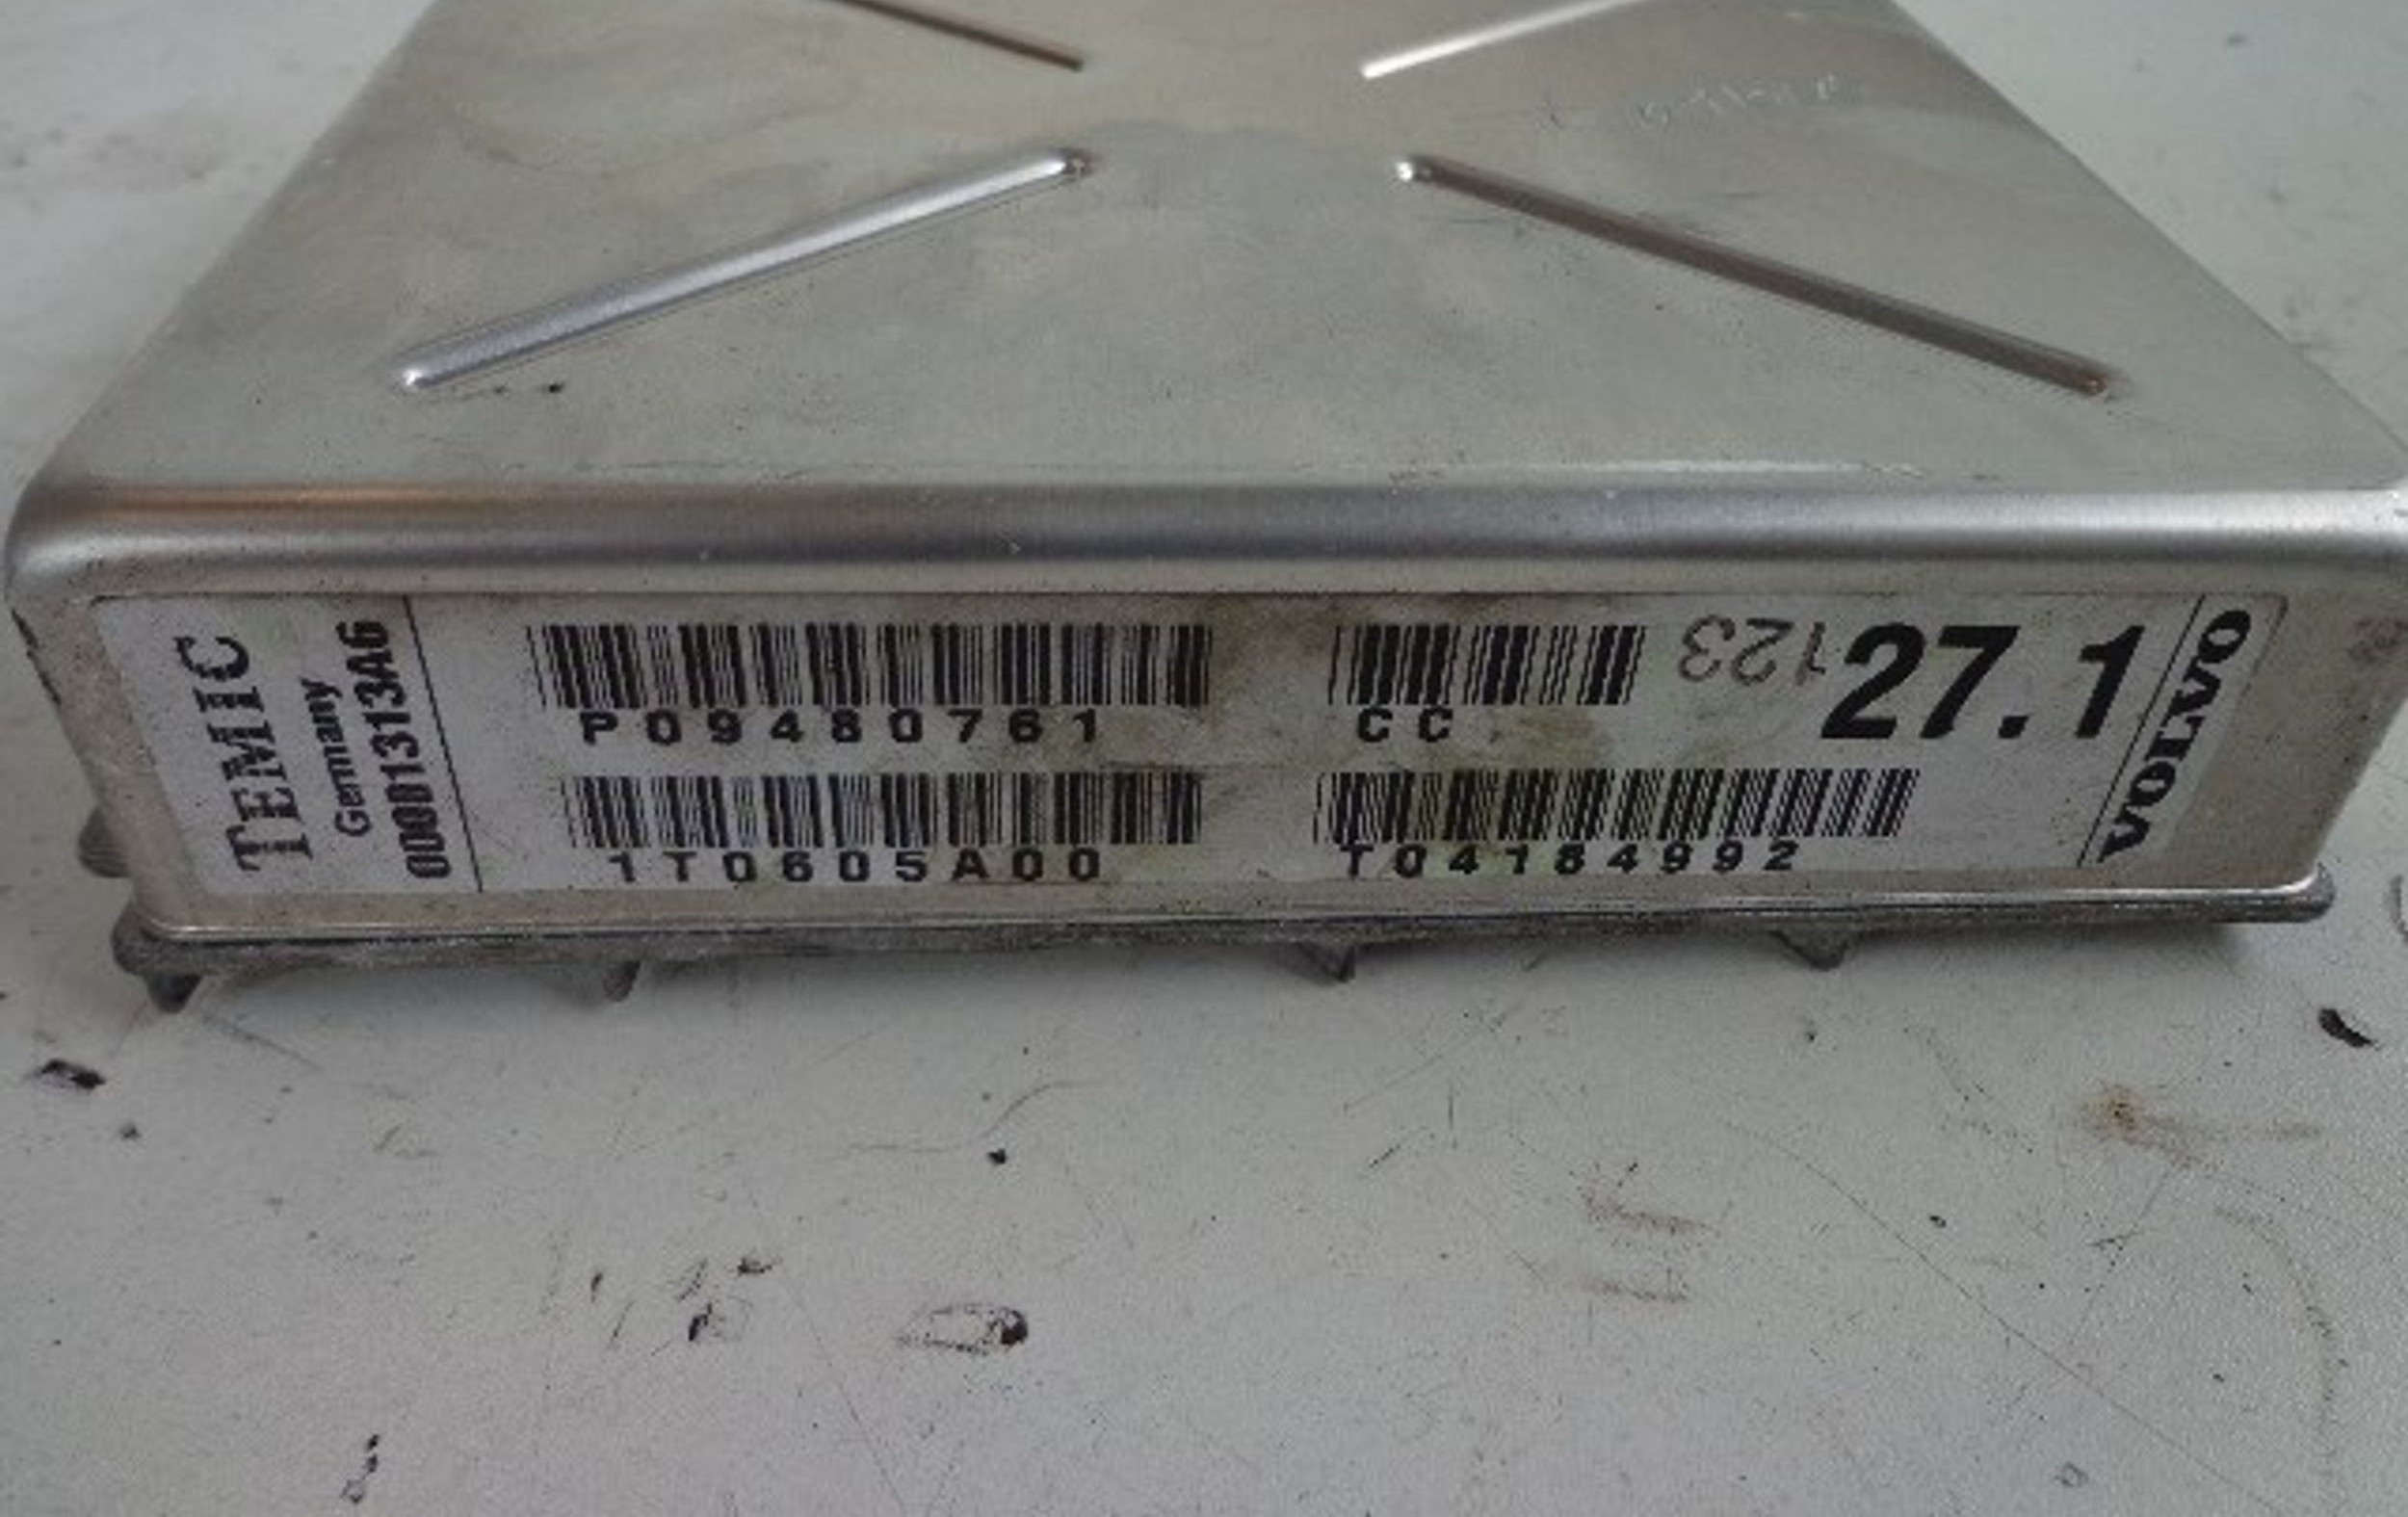 TEMIC
Germany
00001313A6
P09480761
CC
123
27.1
1T0605A00
T04184992
VOLVO